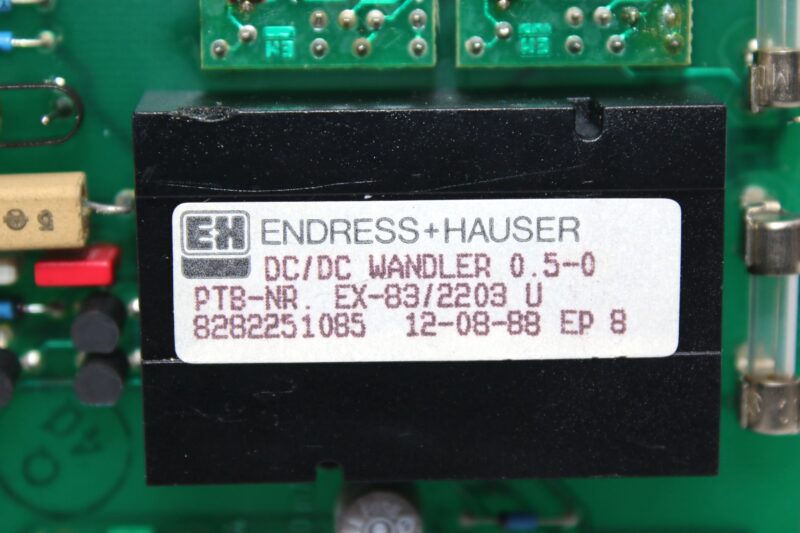 EH ENDRESS+HAUSER
DC/DC WANDLER 0.5-0
PTB-NR. EX-83/2203 U
8282251085 12-08-88 EP 8